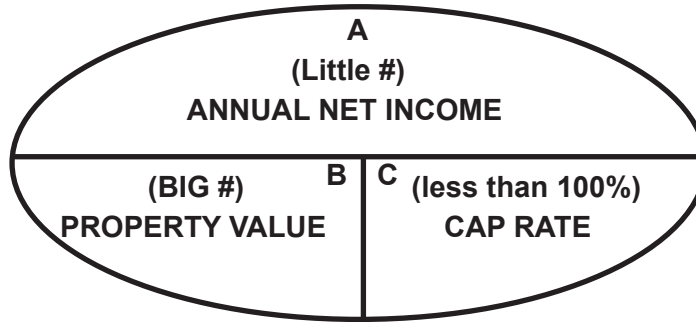 A
(Little #)
ANNUAL NET INCOME
B C
(BIG #) (less than 100%)
PROPERTY VALUE CAP RATE